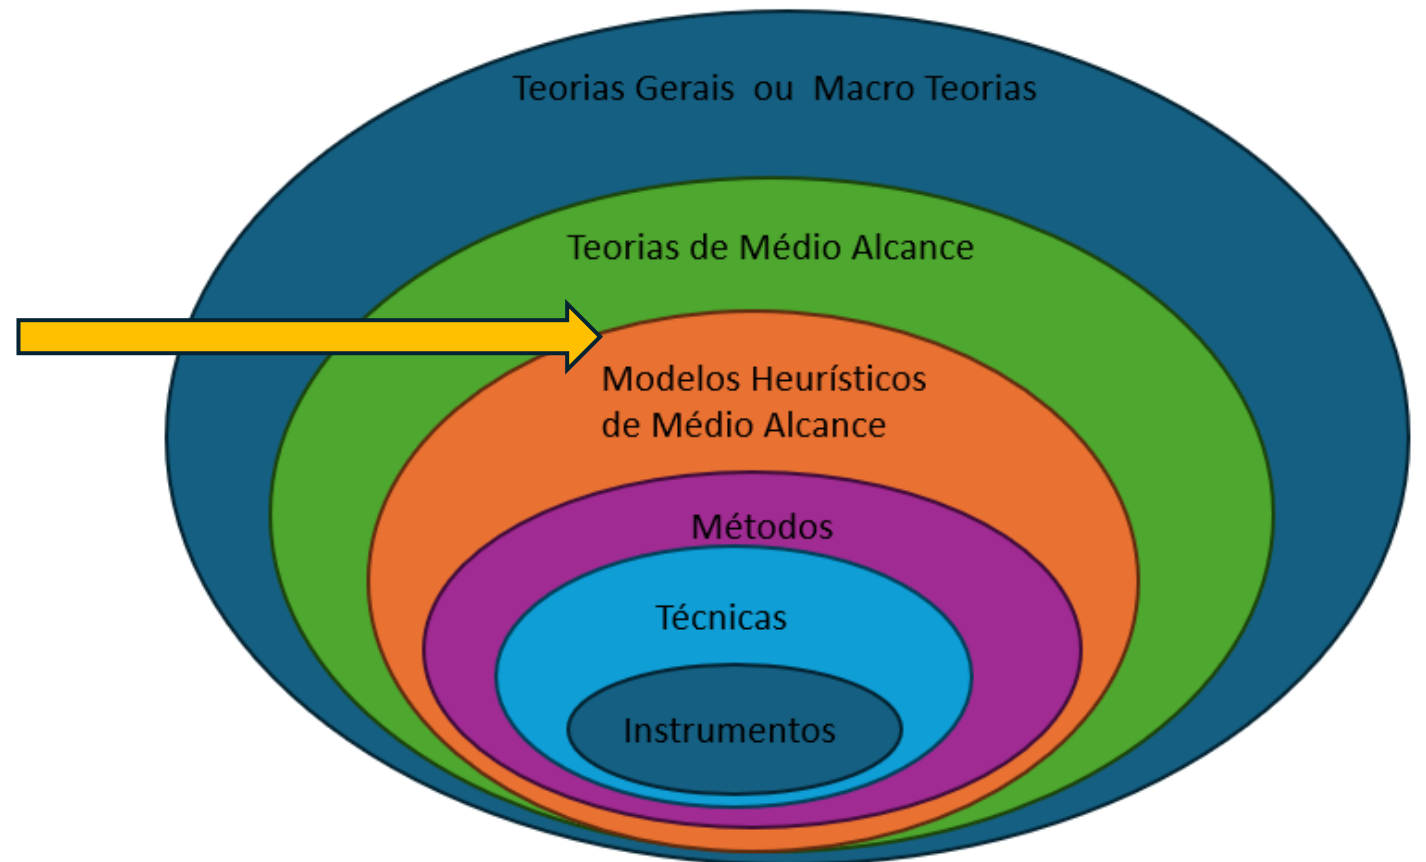 Teorias Gerais ou Macro Teorias
Teorias de Médio Alcance
Modelos Heurísticos
de Médio Alcance
Métodos
Técnicas
Instrumentos